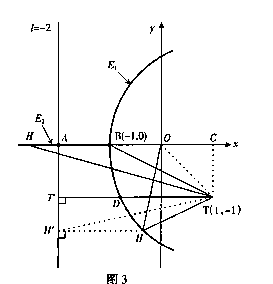 l=-2
y
E₁
E₂
H
A
B(-1,0)
O
C
x
T'
D
T(1,-1)
H'
H
图 3